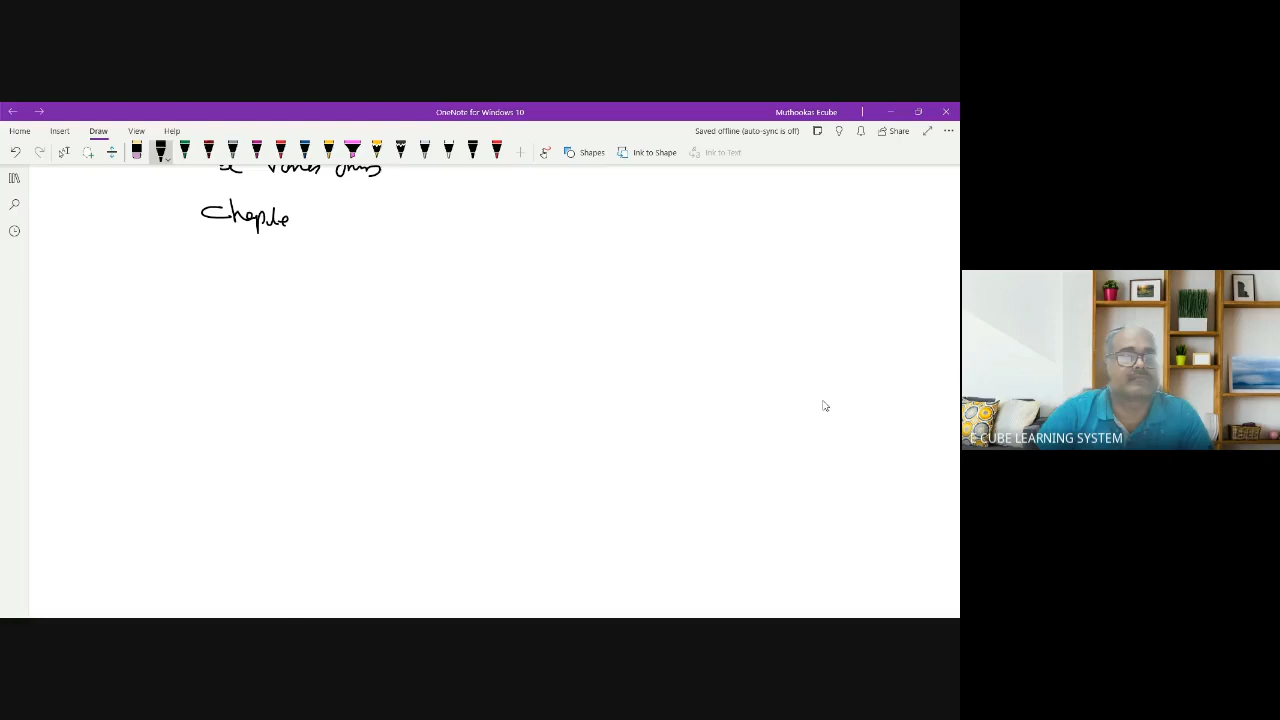 OneNote for Windows 10
Muthookas Ecube
Home Insert Draw View Help
Saved offline (auto-sync is off)
Share
Shapes
Ink to Shape
Ink to Text
Chapte
E CUBE LEARNING SYSTEM